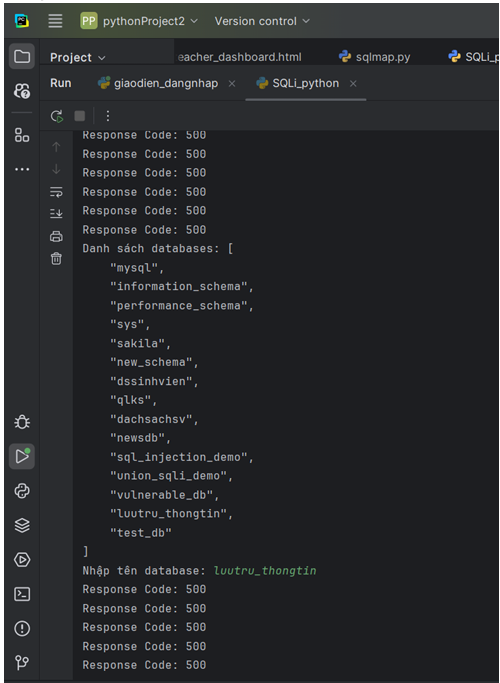 PC PP pythonProject2 Version control
Project eacher_dashboard.html sqlmap.py SQLi_p
Run giaodien_dangnhap SQLi_python
Response Code: 500
Response Code: 500
Response Code: 500
Response Code: 500
Response Code: 500
Response Code: 500
Danh sách databases: [
"mysql",
"information_schema",
"performance_schema",
"sys",
"sakila",
"new_schema",
"dssinhvien",
"qlks",
"dachsachsv",
"newsdb",
"sql_injection_demo",
"union_sqli_demo",
"vulnerable_db",
"luutru_thongtin",
"test_db"
]
Nhập tên database: luutru_thongtin
Response Code: 500
Response Code: 500
Response Code: 500
Response Code: 500
Response Code: 500